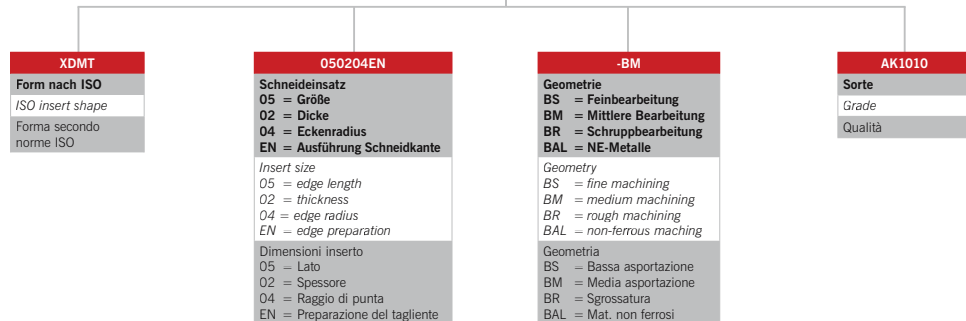 XDMT
Form nach ISO
ISO insert shape
Forma secondo
norme ISO
050204EN
Schneideinsatz
05 = Größe
02 = Dicke
04 = Eckenradius
EN = Ausführung Schneidkante
Insert size
05 = edge length
02 = thickness
04 = edge radius
EN = edge preparation
Dimensioni inserto
05 = Lato
02 = Spessore
04 = Raggio di punta
EN = Preparazione del tagliente
-BM
Geometrie
BS = Feinbearbeitung
BM = Mittlere Bearbeitung
BR = Schruppbearbeitung
BAL = NE-Metalle
Geometry
BS = fine machining
BM = medium machining
BR = rough machining
BAL = non-ferrous maching
Geometria
BS = Bassa asportazione
BM = Media asportazione
BR = Sgrossatura
BAL = Mat. non ferrosi
AK1010
Sorte
Grade
Qualità